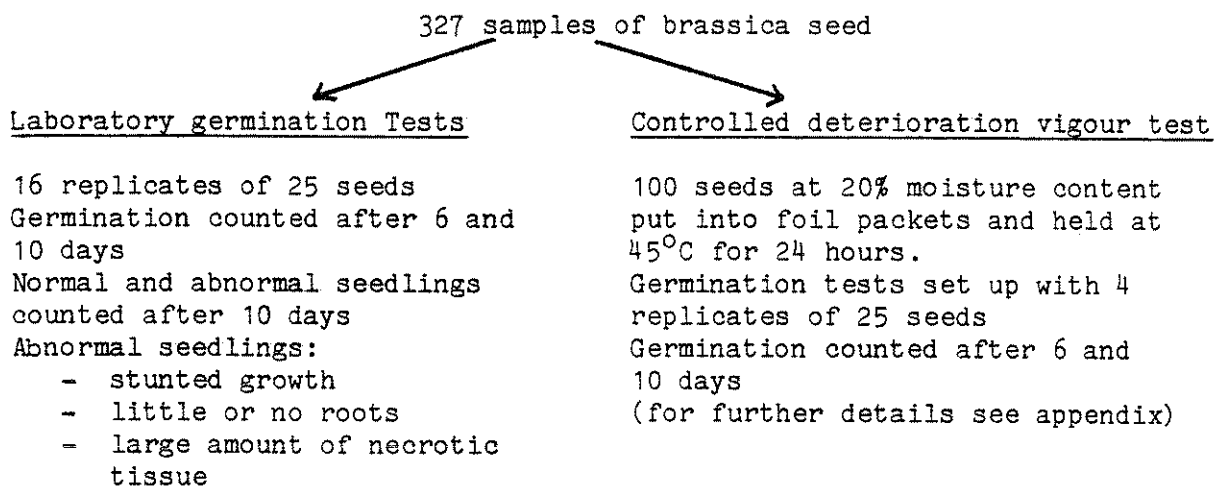 327 samples of brassica seed
Laboratory germination Tests
16 replicates of 25 seeds
Germination counted after 6 and
10 days
Normal and abnormal seedlings
counted after 10 days
Abnormal seedlings:
- stunted growth
- little or no roots
- large amount of necrotic
tissue
Controlled deterioration vigour test
100 seeds at 20% moisture content
put into foil packets and held at
45°C for 24 hours.
Germination tests set up with 4
replicates of 25 seeds
Germination counted after 6 and
10 days
(for further details see appendix)